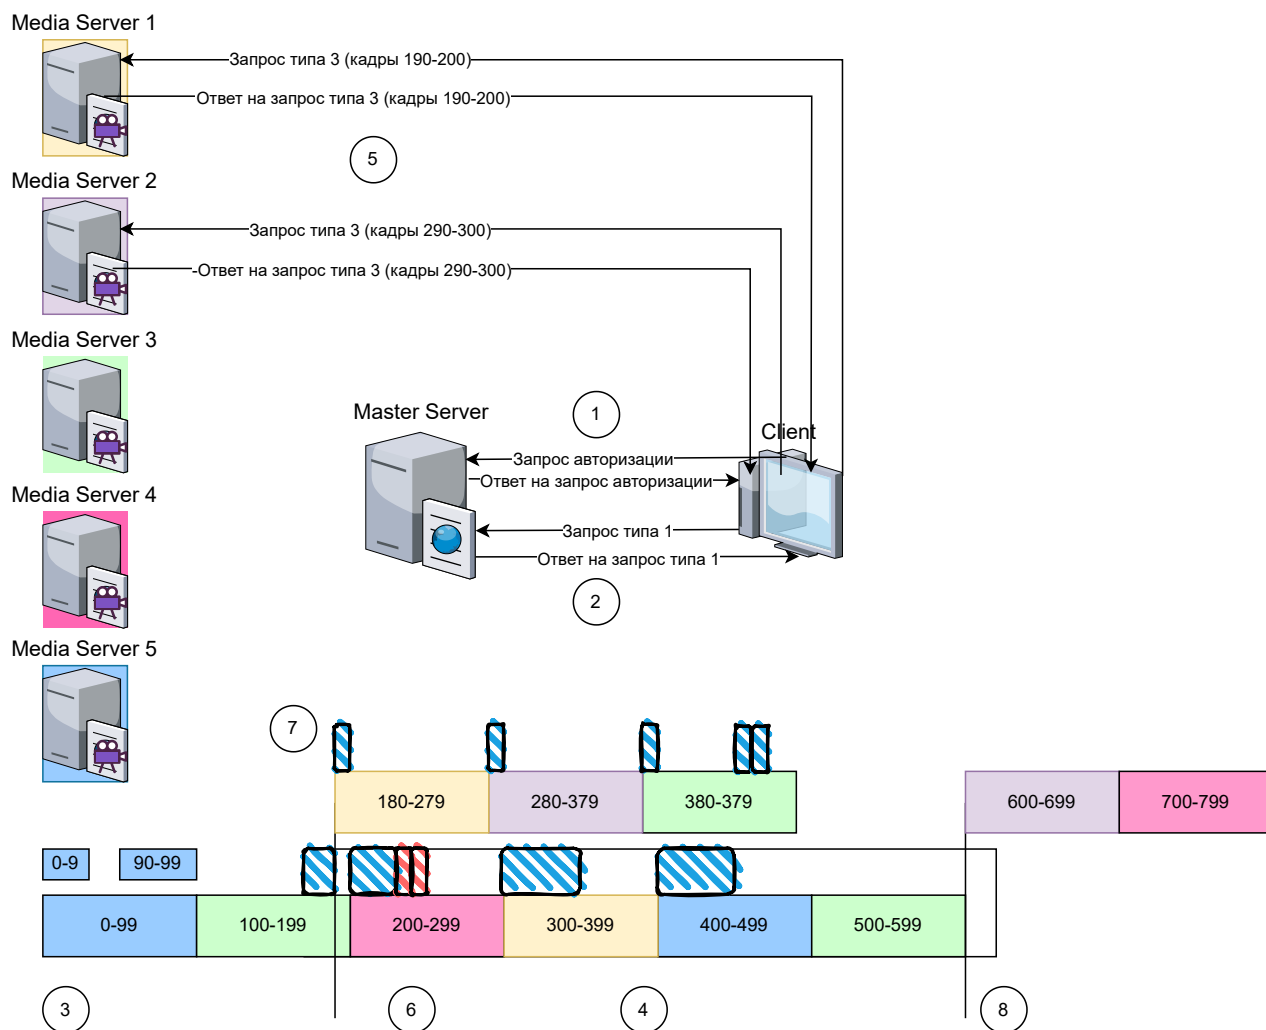 Media Server 1
Запрос типа 3 (кадры 190-200)
Ответ на запрос типа 3 (кадры 190-200)
5
Media Server 2
Запрос типа 3 (кадры 290-300)
-Ответ на запрос типа 3 (кадры 290-300)
Media Server 3
Master Server
1
Client
Запрос авторизации
Ответ на запрос авторизации
Media Server 4
Запрос типа 1
Ответ на запрос типа 1
2
Media Server 5
7
180-279
280-379
380-379
600-699
700-799
0-9
90-99
0-99
100-199
200-299
300-399
400-499
500-599
3
6
4
8